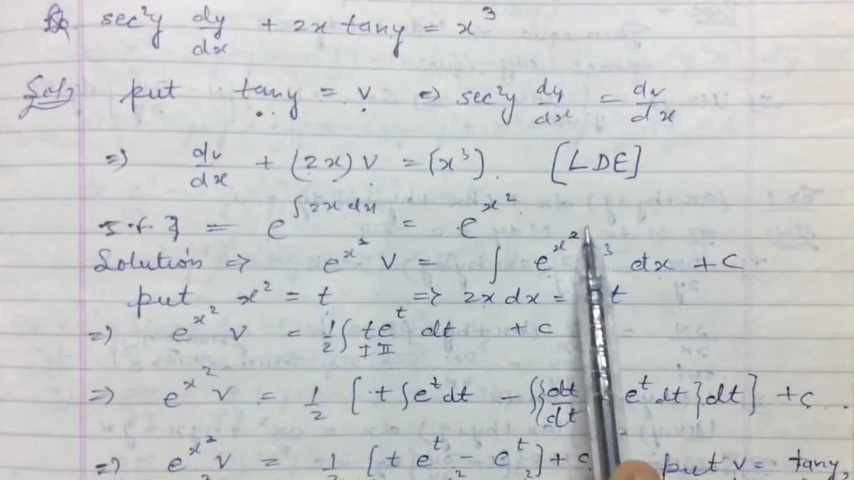 Q. sec²y dy/dx + 2x tany = x³
Sol. put tany = v ⇒ sec²y dy/dx = dv/dx
⇒ dv/dx + (2x) v = (x³). [LDE]
I.F. } = e^∫2x dx = e^x²
Solution ⇒ e^x² v = ∫ e^x² ³ dx + c
put x² = t ⇒ 2x dx = t
⇒ e^x² v = 1/2 ∫ t e^t dt + c
I II
⇒ e^x² v = 1/2 [t ∫e^t dt - ∫{dt/dt e^t dt} dt] + c.
⇒ e^x² v = 1/2 [t e^t - e^t] + c put v = tany,